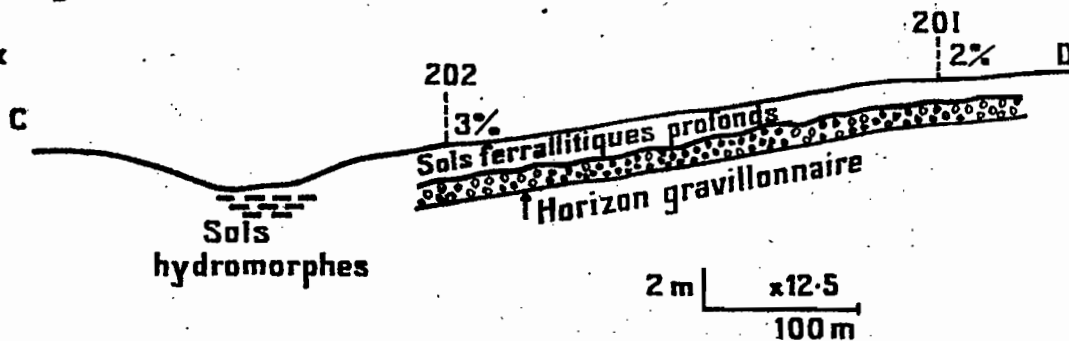 201
2%
D
202
C
3%
Sols ferrallitiques profonds
Horizon gravillonnaire
Sols
hydromorphes
2 m
x12·5
100 m